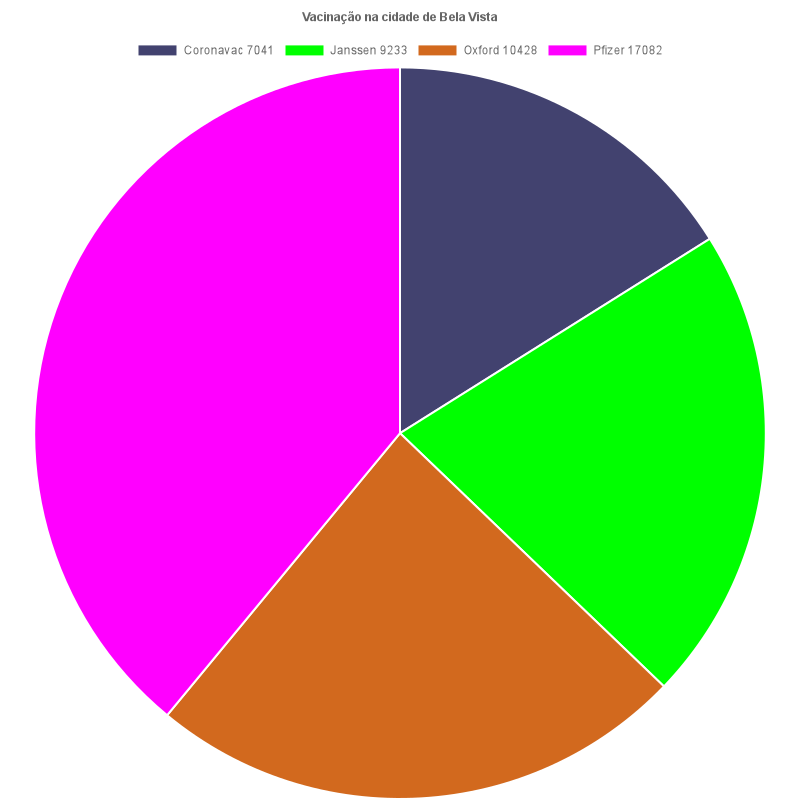 Vacinação na cidade de Bela Vista
Coronavac 7041 Janssen 9233 Oxford 10428 Pfizer 17082